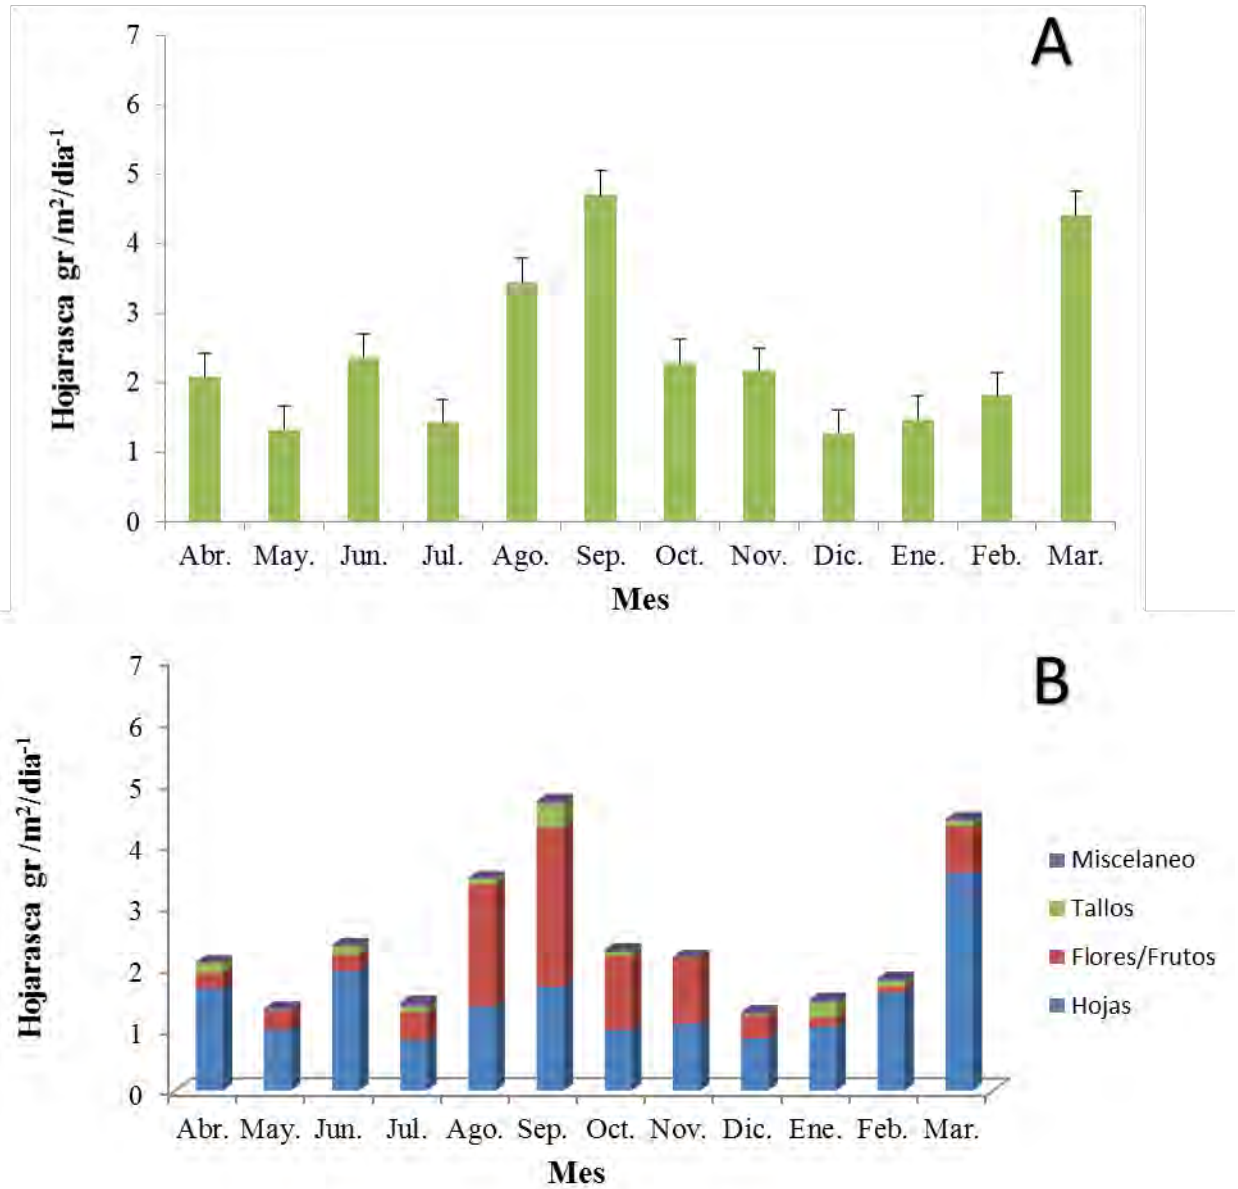 A
Hojarasca gr /m²/dia⁻¹
7
6
5
4
3
2
1
0
Abr. May. Jun. Jul. Ago. Sep. Oct. Nov. Dic. Ene. Feb. Mar.
Mes
B
Hojarasca gr /m²/dia⁻¹
7
6
5
4
3
2
1
0
Miscelaneo
Tallos
Flores/Frutos
Hojas
Abr. May. Jun. Jul. Ago. Sep. Oct. Nov. Dic. Ene. Feb. Mar.
Mes